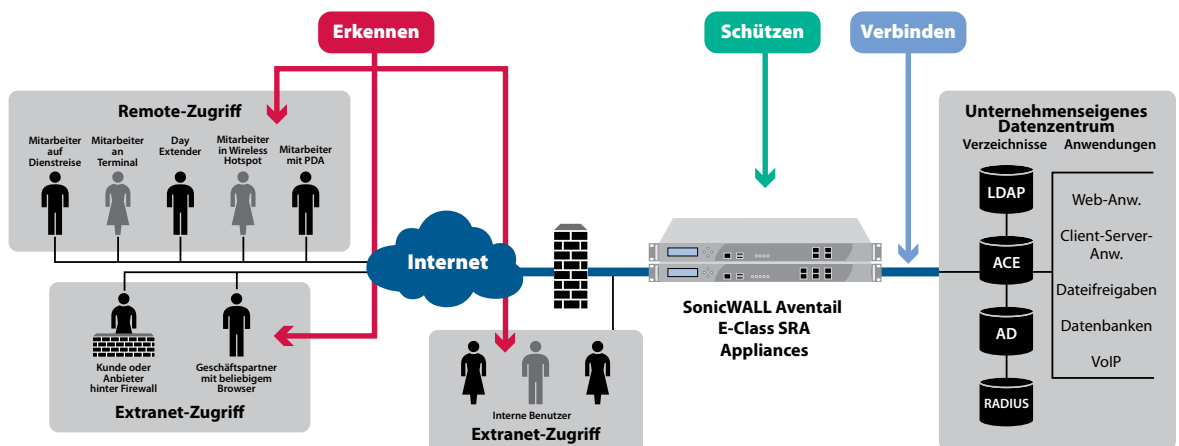 Erkennen
Schützen
Verbinden
Remote-Zugriff
Mitarbeiter
auf
Dienstreise
Mitarbeiter
an
Terminal
Day
Extender
Mitarbeiter
in Wireless
Hotspot
Mitarbeiter
mit PDA
Internet
Kunde oder
Anbieter
hinter Firewall
Geschäftspartner
mit beliebigem
Browser
Extranet-Zugriff
Interne Benutzer
Extranet-Zugriff
SonicWALL Aventail
E-Class SRA
Appliances
Unternehmenseigenes
Datenzentrum
Verzeichnisse
Anwendungen
LDAP
ACE
AD
RADIUS
Web-Anw.
Client-Server-
Anw.
Dateifreigaben
Datenbanken
VoIP